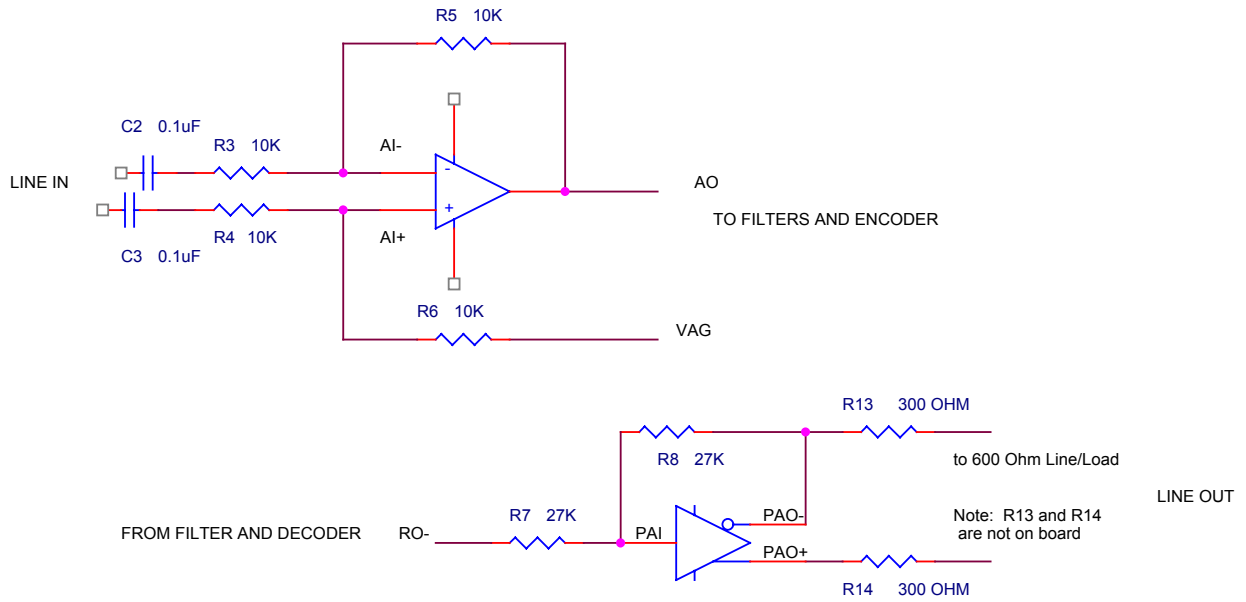 R5 10K
C2 0.1uF
R3 10K
AI-
LINE IN
-
AO
+
TO FILTERS AND ENCODER
R4 10K
AI+
C3 0.1uF
R6 10K
VAG
R13 300 OHM
R8 27K
to 600 Ohm Line/Load
LINE OUT
R7 27K
PAO-
Note: R13 and R14
are not on board
FROM FILTER AND DECODER
RO-
PAI
PAO+
R14 300 OHM